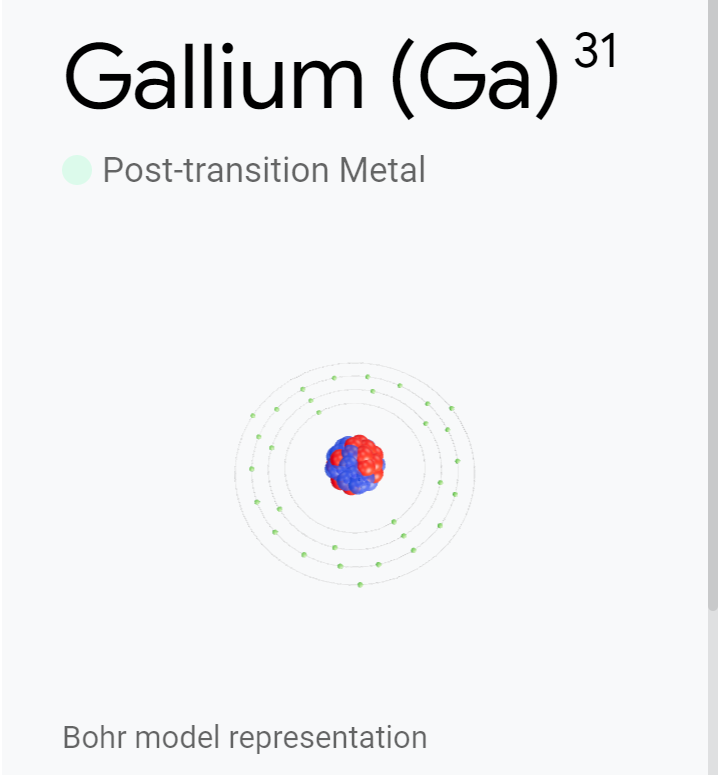 Gallium (Ga) 31
Post-transition Metal
Bohr model representation